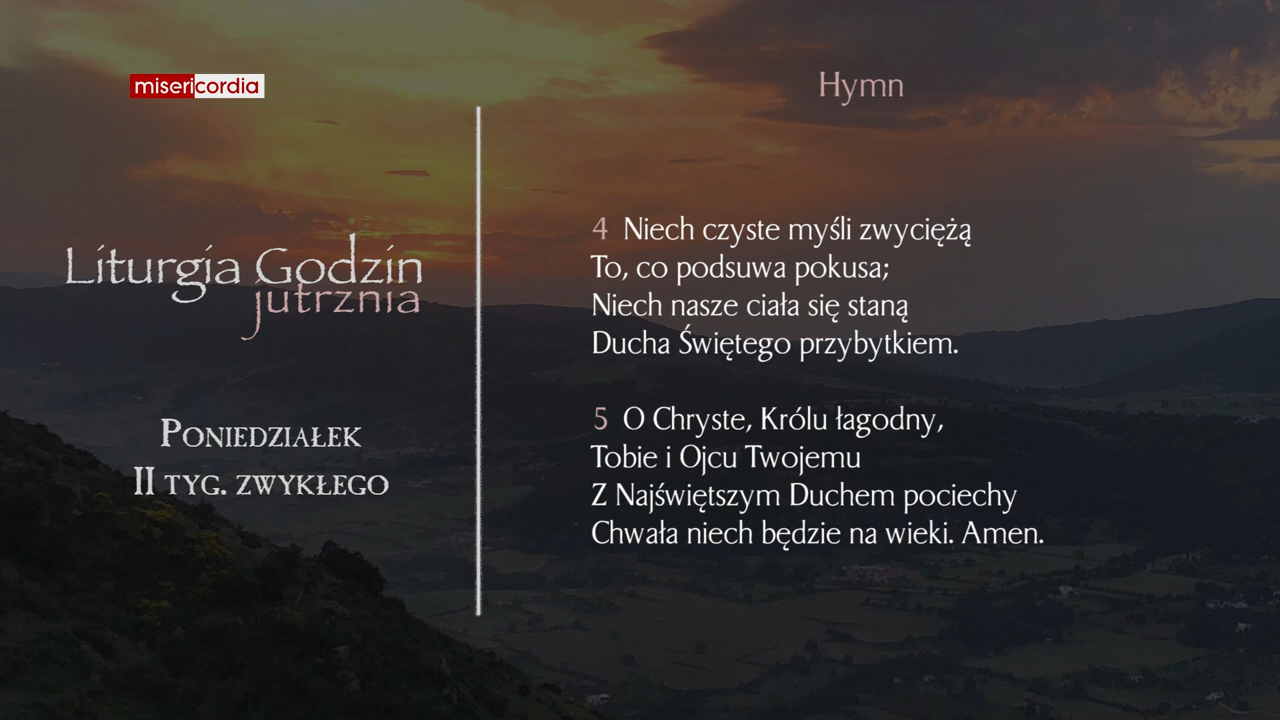 misericordia
Liturgia Godzin
jutrznia
Poniedziałek
II tyg. zwykłego
Hymn
4 Niech czyste myśli zwyciężą
To, co podsuwa pokusa;
Niech nasze ciała się staną
Ducha Świętego przybytkiem.
5 O Chryste, Królu łagodny,
Tobie i Ojcu Twojemu
Z Najświętszym Duchem pociechy
Chwała niech będzie na wieki. Amen.